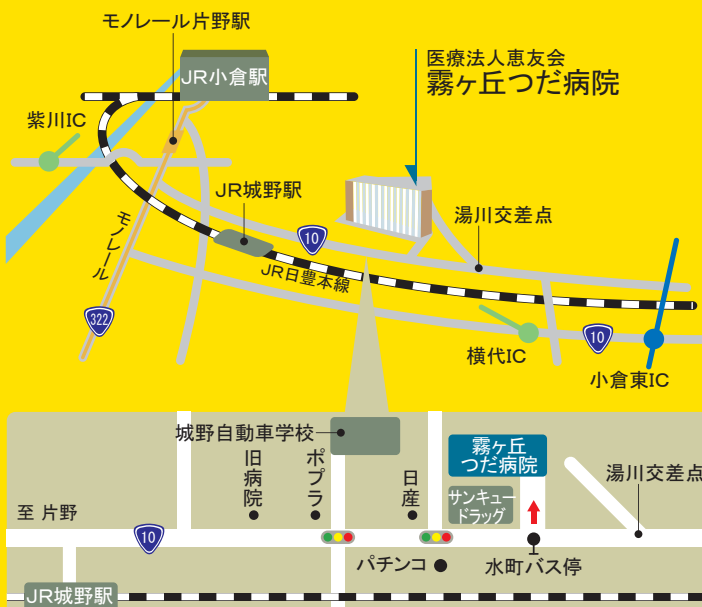 モノレール片野駅
JR小倉駅
医療法人恵友会
霧ヶ丘つだ病院
紫川IC
JR城野駅
湯川交差点
10
モノレール
JR日豊本線
322
10
横代IC
小倉東IC
城野自動車学校
旧病院
ポプラ
日産
霧ヶ丘
つだ病院
サンキュー
ドラッグ
湯川交差点
至 片野
10
パチンコ
水町バス停
JR城野駅